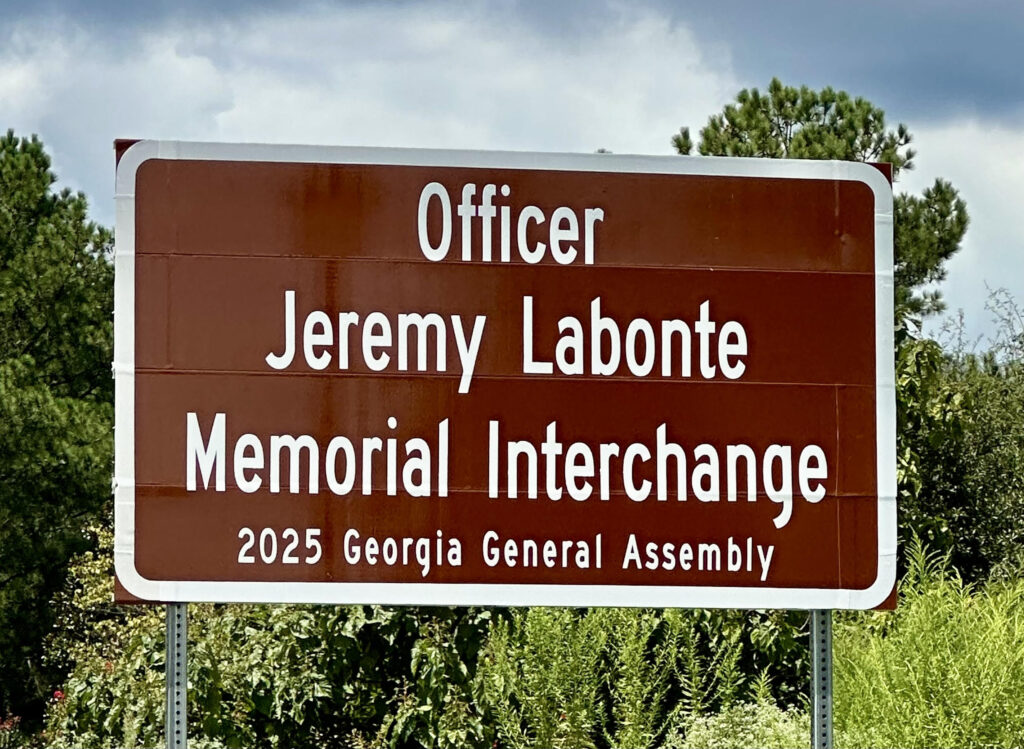 Officer
Jeremy Labonte
Memorial Interchange
2025 Georgia General Assembly